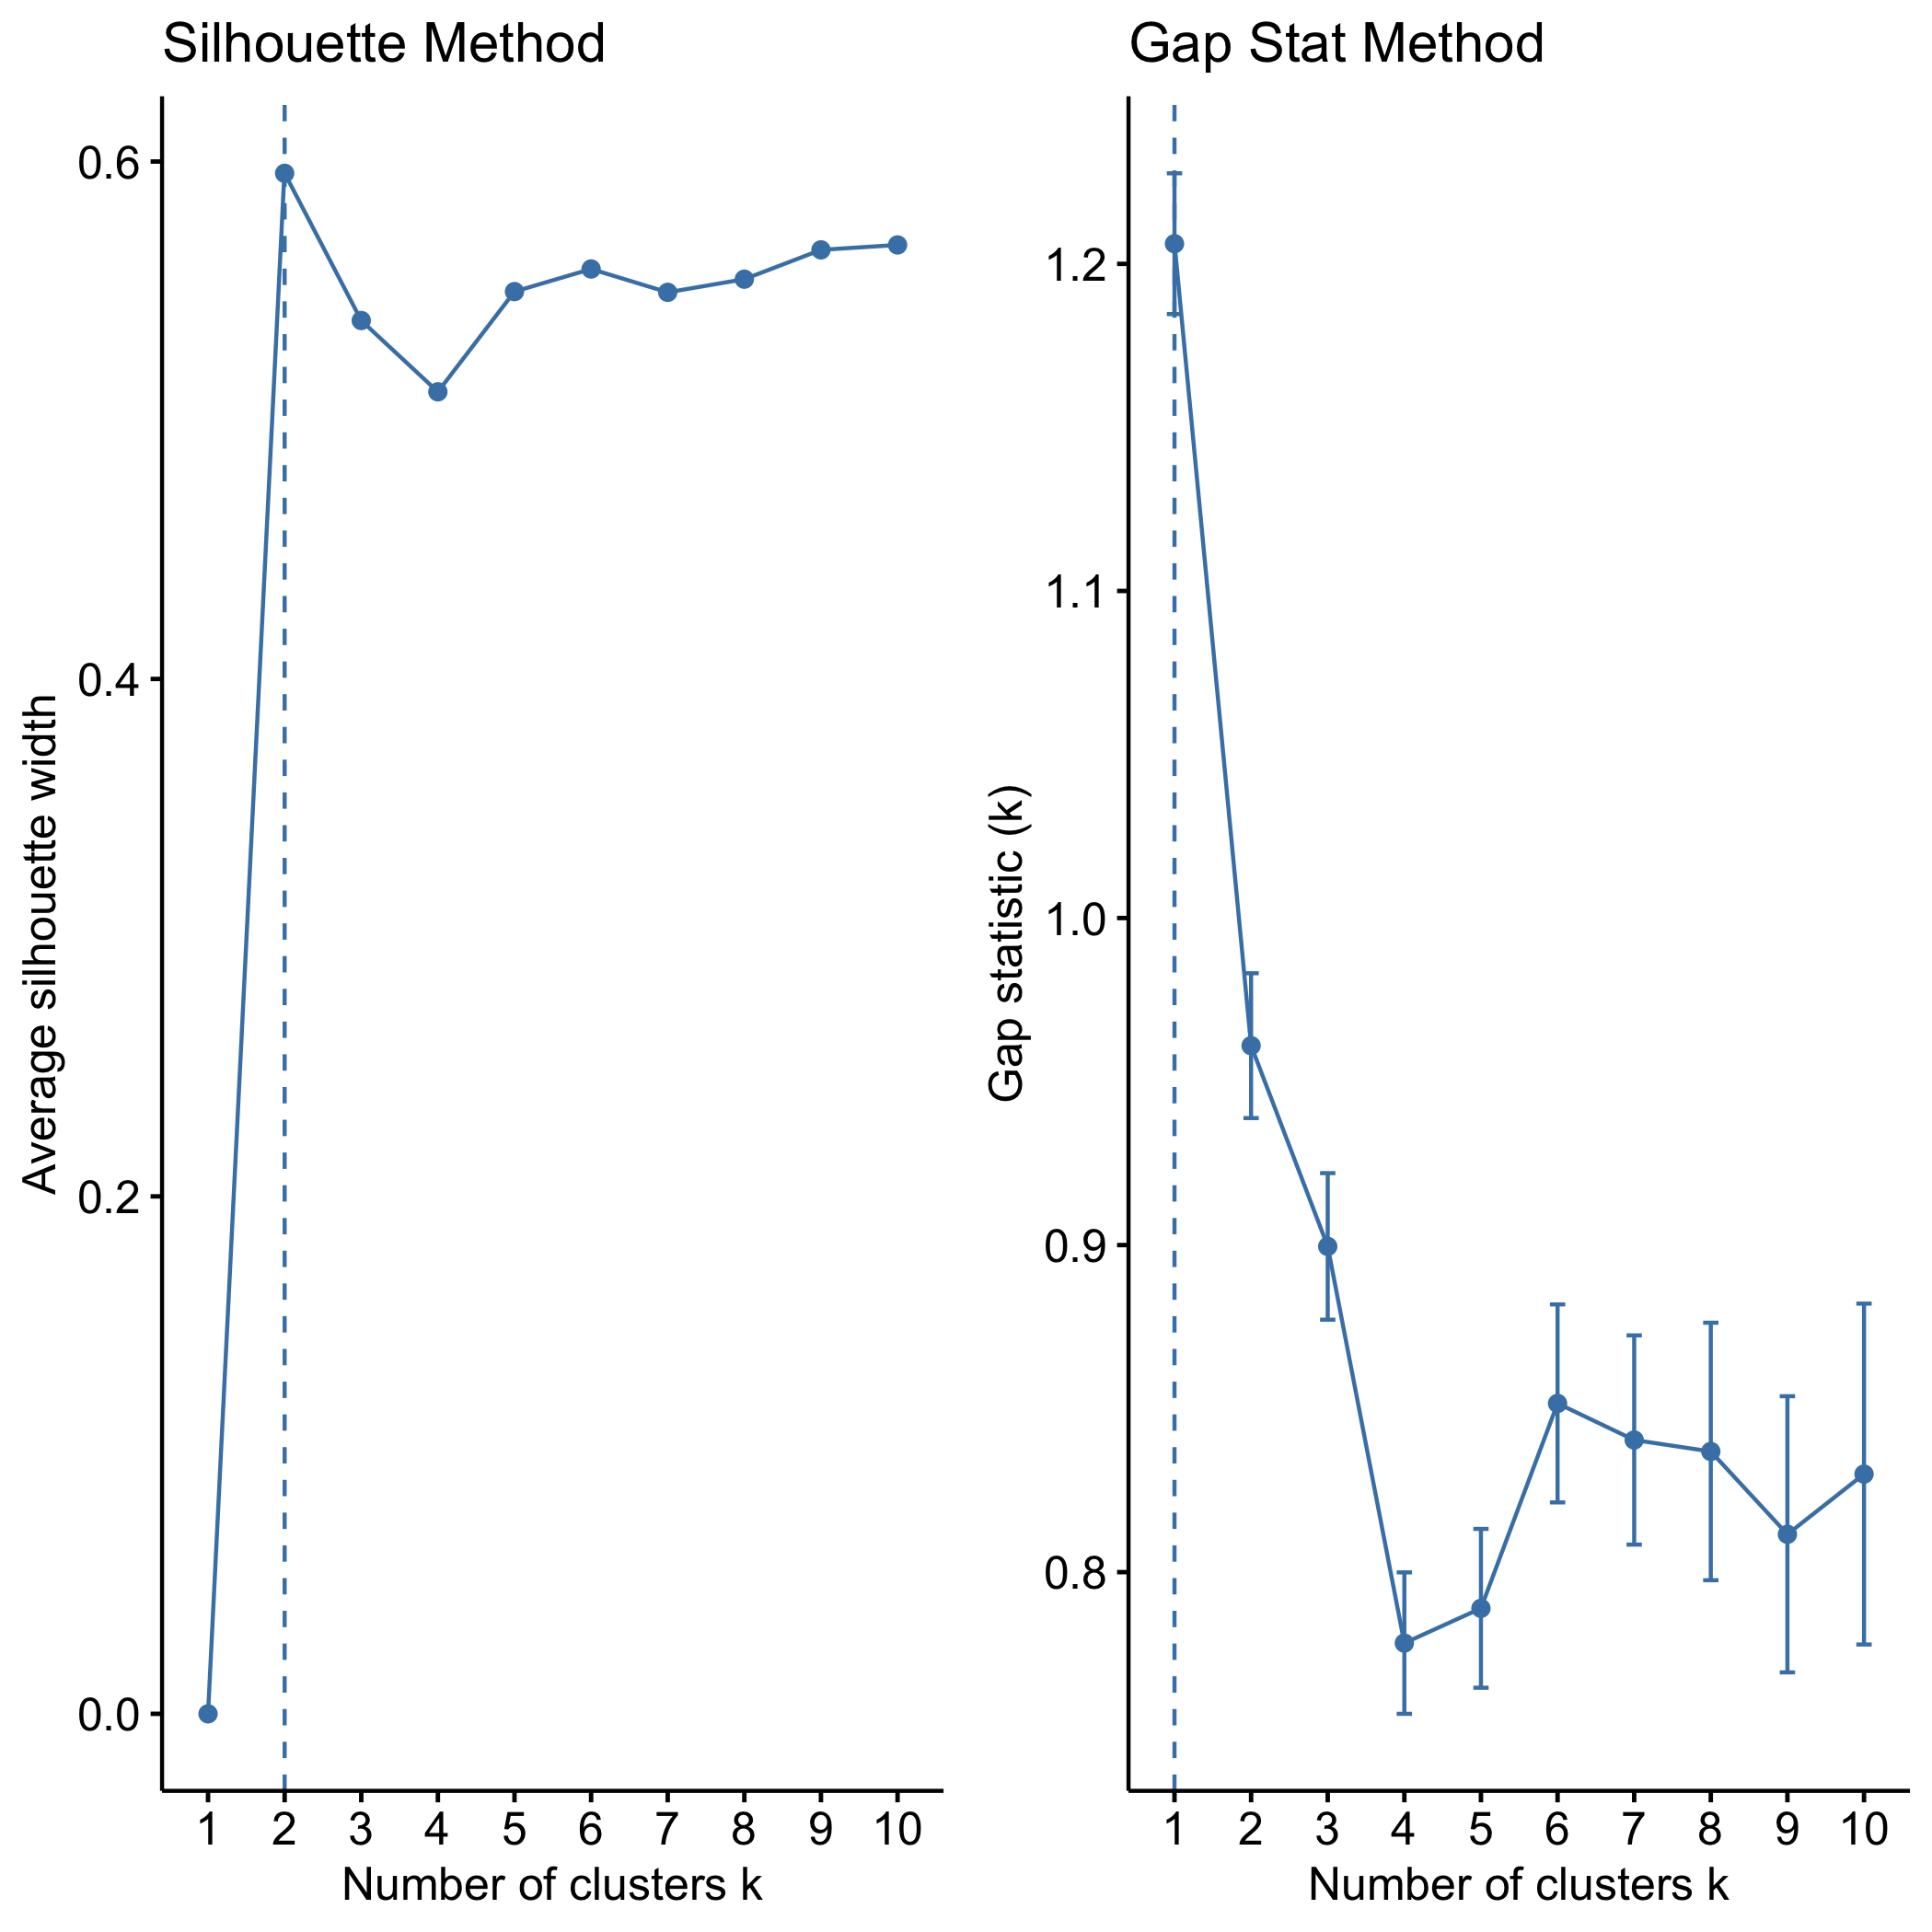 Silhouette Method
0.6
0.4
0.2
0.0
Average silhouette width
1 2 3 4 5 6 7 8 9 10
Number of clusters k
Gap Stat Method
1.2
1.1
1.0
0.9
0.8
Gap statistic (k)
1 2 3 4 5 6 7 8 9 10
Number of clusters k